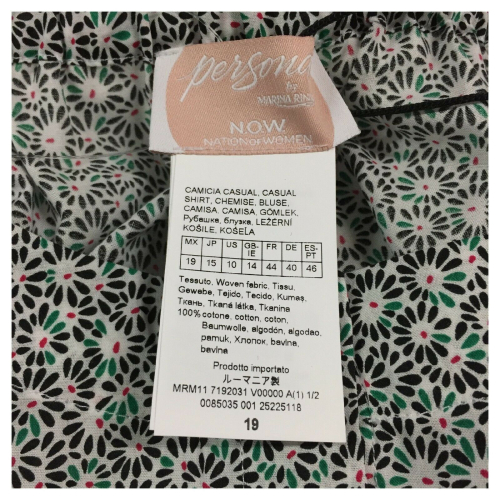 persona
by
MARINA RINALDI
N.O.W.
NATION of WOMEN
CAMICIA CASUAL, CASUAL
SHIRT, CHEMISE, BLUSE,
CAMISA, CAMISA, GÖMLEK,
Рубашка, блузка, LEŽÉRNÍ
KOŠILE, KOŠEĽA
MX JP US GB-IE FR DE ES-PT
19 15 10 14 44 40 46
Tessuto, Woven fabric, Tissu,
Gewebe, Tejido, Tecido, Kumaş,
Ткань, Tkaná látka, Tkanina
100% cotone, cotton, coton,
Baumwolle, algodón, algodao,
pamuk, Хлопок, bavlna,
bavlna
Prodotto importato
ルーマニア製
MRM11 7192031 V00000 A(1) 1/2
0085035 001 25225118
19